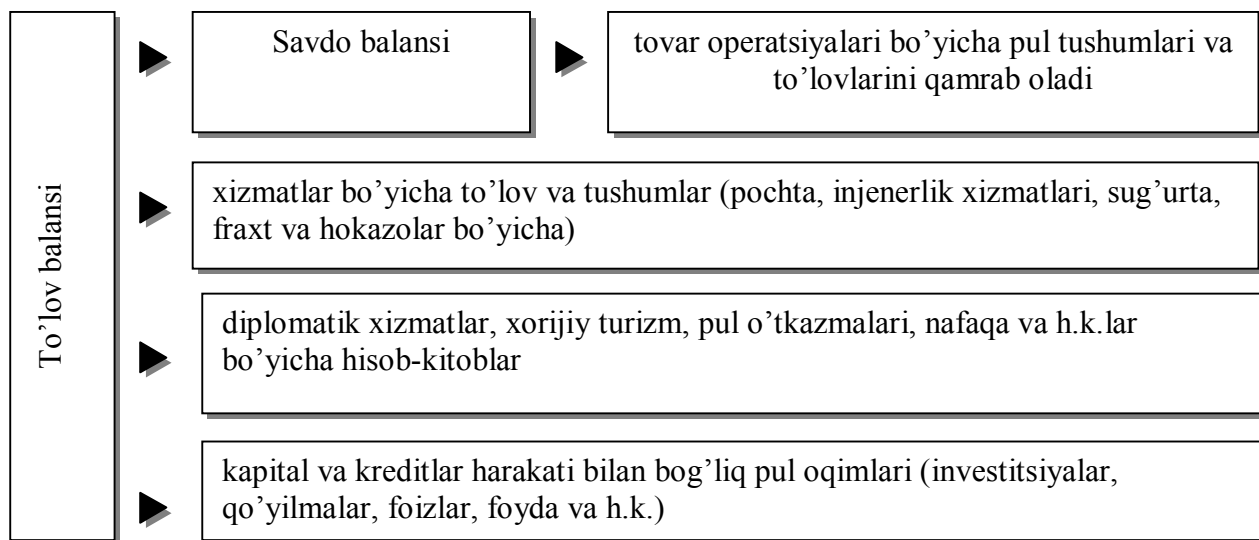 To’lov balansi
Savdo balansi
tovar operatsiyalari bo’yicha pul tushumlari va
to’lovlarini qamrab oladi
xizmatlar bo’yicha to’lov va tushumlar (pochta, injenerlik xizmatlari, sug’urta,
fraxt va hokazolar bo’yicha)
diplomatik xizmatlar, xorijiy turizm, pul o’tkazmalari, nafaqa va h.k.lar
bo’yicha hisob-kitoblar
kapital va kreditlar harakati bilan bog’liq pul oqimlari (investitsiyalar,
qo’yilmalar, foizlar, foyda va h.k.)